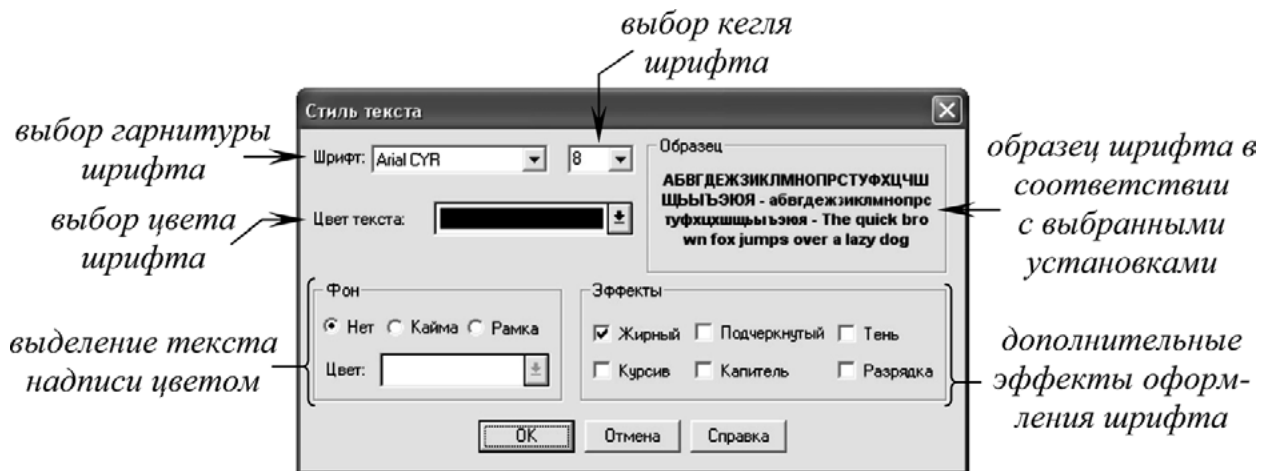 выбор кегля
шрифта
Стиль текста
выбор гарнитуры
шрифта
Шрифт: Arial CYR 8
Образец
АБВГДЕЖЗИКЛМНОПРСТУФХЦЧШ
ЩЬЫЪЭЮЯ - абвгдежзиклмнопрс
туфхцхшщьыъэюя - The quick bro
wn fox jumps over a lazy dog
образец шрифта в
соответствии
с выбранными
установками
выбор цвета
шрифта
Цвет текста:
Фон
Нет Кайма Рамка
Цвет:
выделение текста
надписи цветом
Эффекты
Жирный Подчеркнутый Тень
Курсив Капитель Разрядка
дополнительные
эффекты оформ-
ления шрифта
OK Отмена Справка